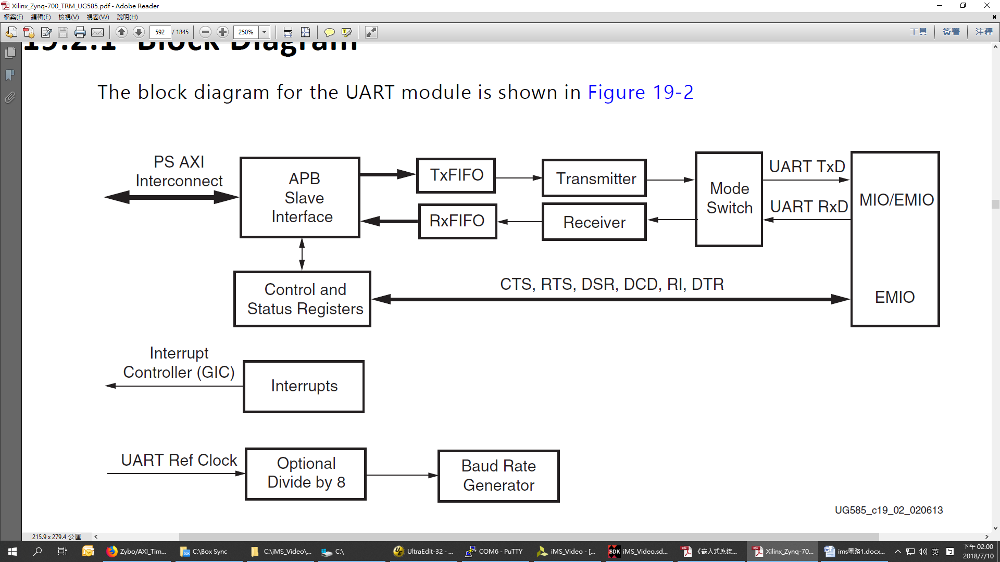 Xilinx_Zynq-700_TRM_UG585.pdf - Adobe Reader
檔案(F) 編輯(E) 檢視(V) 視窗(W) 說明(H)
592 / 1845 250% 工具 簽署 注釋
19.2.1 Block Diagram
The block diagram for the UART module is shown in Figure 19-2
PS AXI
Interconnect
APB
Slave
Interface
TxFIFO
Transmitter
RxFIFO
Receiver
Mode
Switch
UART TxD
UART RxD
MIO/EMIO
Control and
Status Registers
CTS, RTS, DSR, DCD, RI, DTR
EMIO
Interrupt
Controller (GIC)
Interrupts
UART Ref Clock
Optional
Divide by 8
Baud Rate
Generator
UG585_c19_02_020613
215.9 x 279.4 公厘
Zybo/AXI_Tim... C:\Box Sync C:\iMS_Video\... C:\ UltraEdit-32 - ... COM6 - PuTTY iMS_Video - [... SDK iMS_Video.sd... 《嵌入式系統... Xilinx_Zynq-70... ims電路1.docx... 英 下午 02:00
2018/7/10